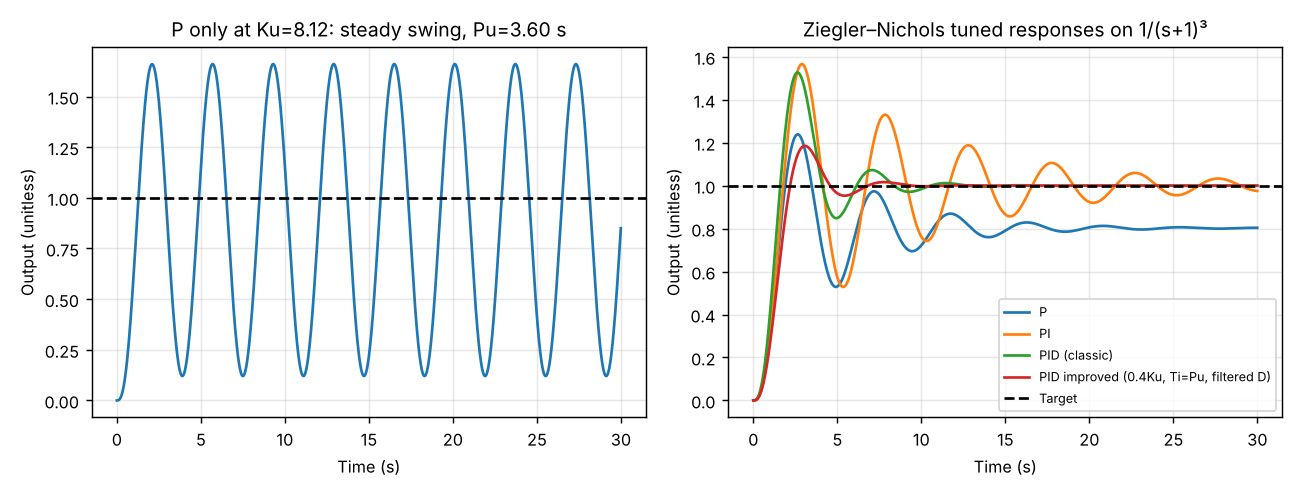 P only at Ku=8.12: steady swing, Pu=3.60 s
Output (unitless)
1.50
1.25
1.00
0.75
0.50
0.25
0.00
0 5 10 15 20 25 30
Time (s)
Ziegler–Nichols tuned responses on 1/(s+1)³
Output (unitless)
1.6
1.4
1.2
1.0
0.8
0.6
0.4
0.2
0.0
P
PI
PID (classic)
PID improved (0.4Ku, Ti=Pu, filtered D)
Target
0 5 10 15 20 25 30
Time (s)